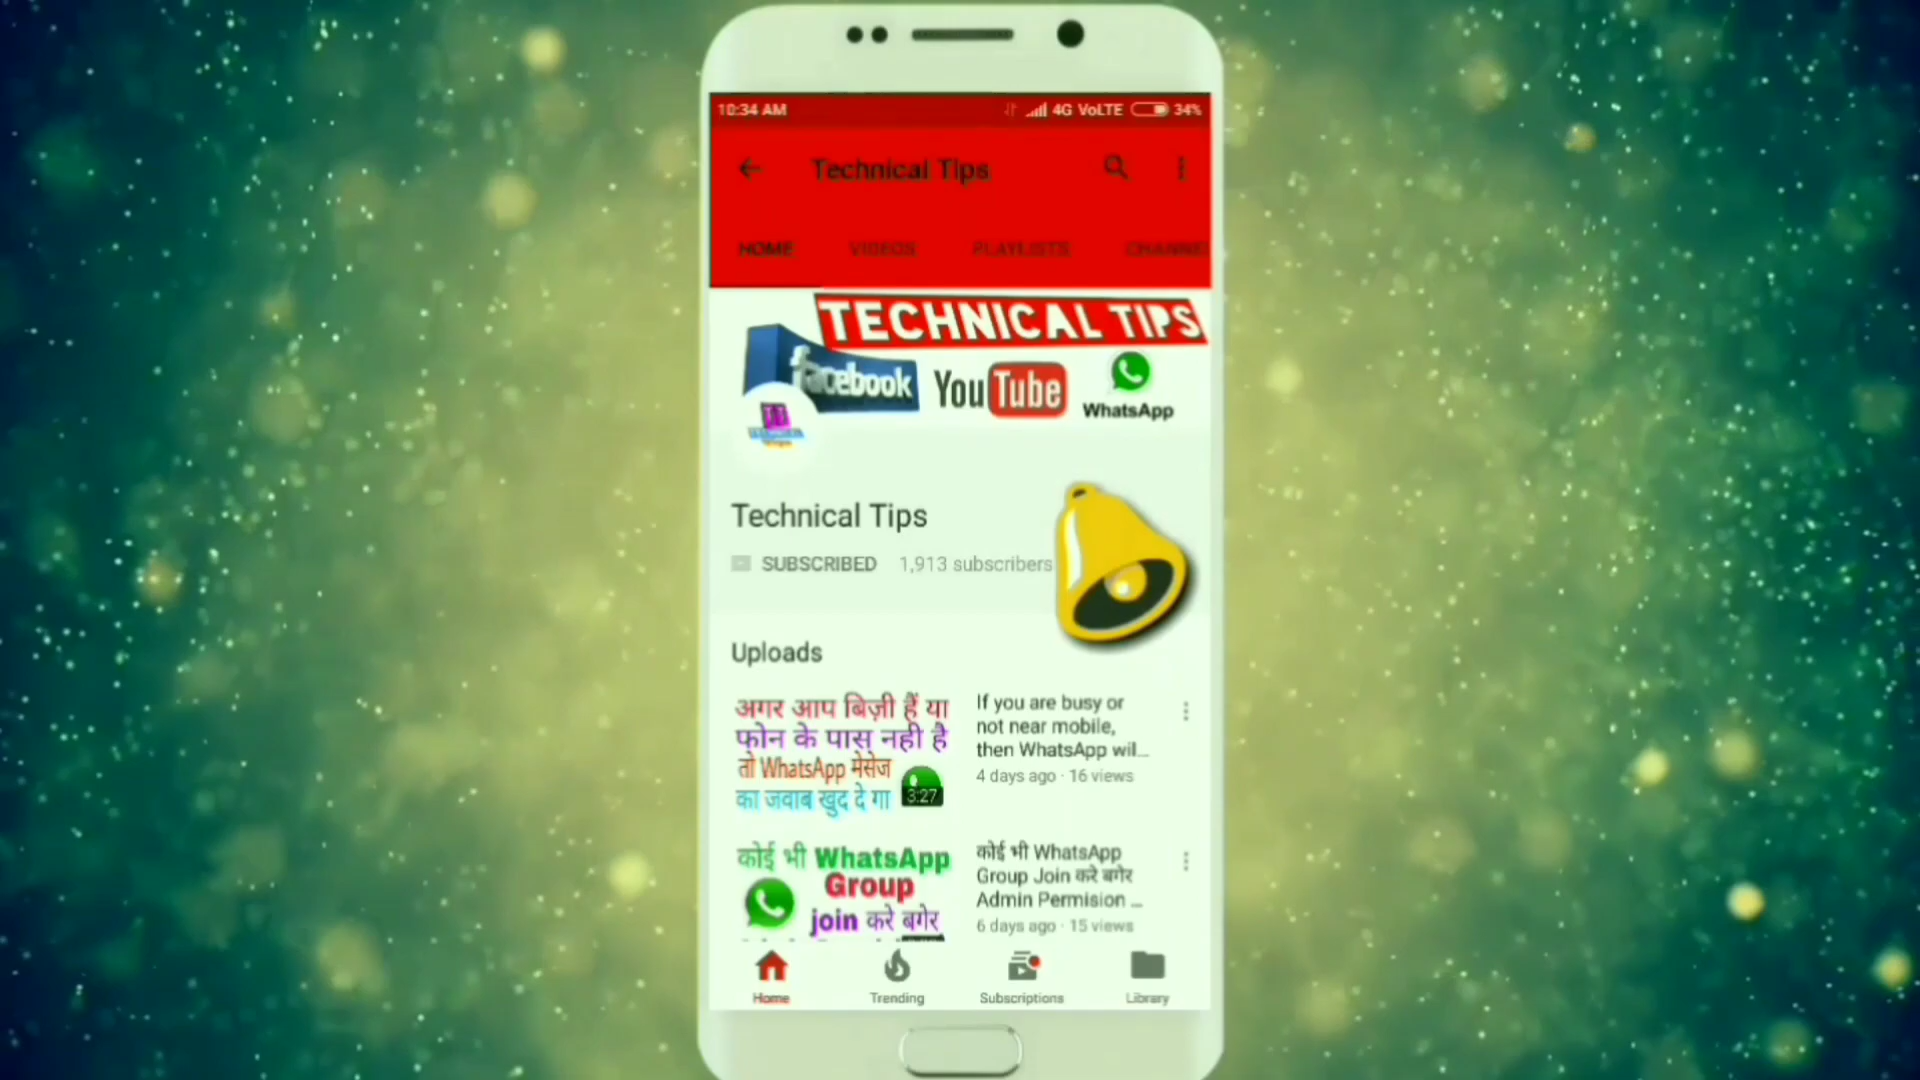 10:34 AM 4G VoLTE 34%
Technical Tips
HOME VIDEOS PLAYLISTS CHANNE
TECHNICAL TIPS
facebook YouTube
WhatsApp
Technical Tips
SUBSCRIBED 1,913 subscribers
Uploads
अगर आप बिज़ी हैं या
फोन के पास नही है
तो WhatsApp मेसेज
का जवाब खुद दे गा
3:27
If you are busy or
not near mobile,
then WhatsApp wil...
4 days ago · 16 views
कोई भी WhatsApp
Group
join करे बगेर
कोई भी WhatsApp
Group Join करे बगेर
Admin Permision ...
6 days ago · 15 views
Home Trending Subscriptions Library